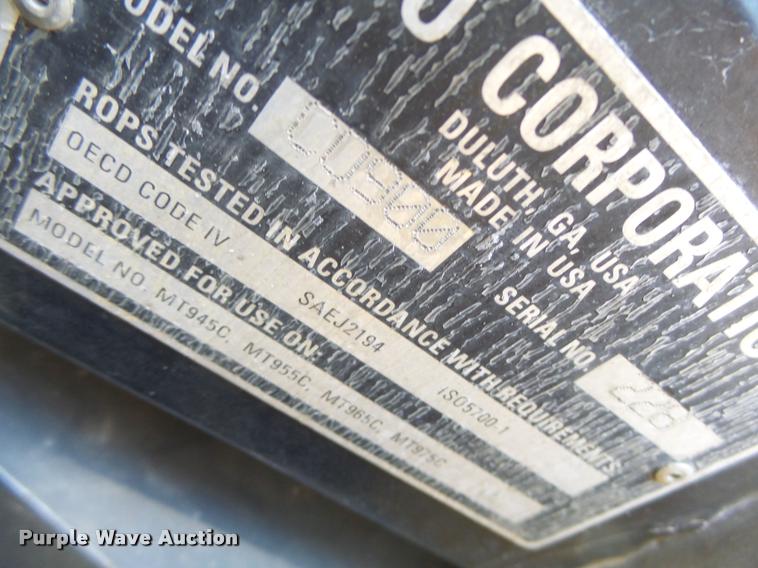 O CORPORATIO
DULUTH, GA, USA
MADE IN USA
ODEL NO.
SERIAL NO. 226
ROPS TESTED IN ACCORDANCE WITH REQUIREMENTS
OECD CODE IV SAEJ2194 ISO5700-1
APPROVED FOR USE ON:
MODEL NO. MT945C, MT955C, MT965C, MT975C
Purple Wave Auction